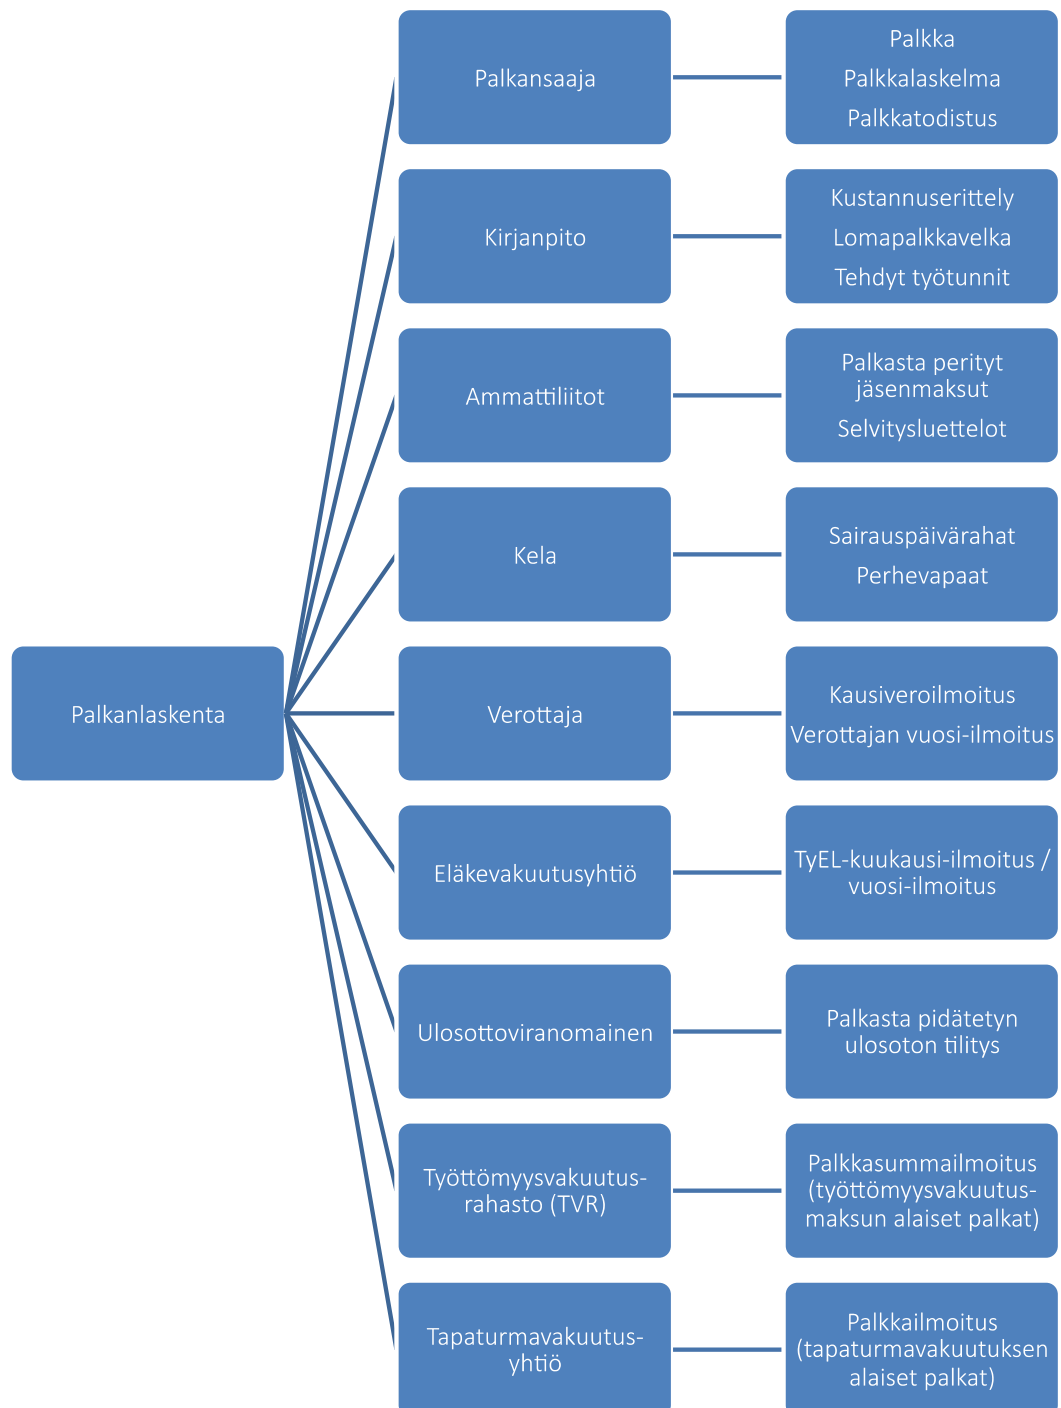 Palkanlaskenta
Palkansaaja
Palkka
Palkkalaskelma
Palkkatodistus
Kirjanpito
Kustannuserittely
Lomapalkkavelka
Tehdyt työtunnit
Ammattiliitot
Palkasta perityt
jäsenmaksut
Selvitysluettelot
Kela
Sairauspäivärahat
Perhevapaat
Verottaja
Kausiveroilmoitus
Verottajan vuosi-ilmoitus
Eläkevakuutusyhtiö
TyEL-kuukausi-ilmoitus /
vuosi-ilmoitus
Ulosottoviranomainen
Palkasta pidätetyn
ulosoton tilitys
Työttömyysvakuutus-
rahasto (TVR)
Palkkasummailmoitus
(työttömyysvakuutus-
maksun alaiset palkat)
Tapaturmavakuutus-
yhtiö
Palkkailmoitus
(tapaturmavakuutuksen
alaiset palkat)